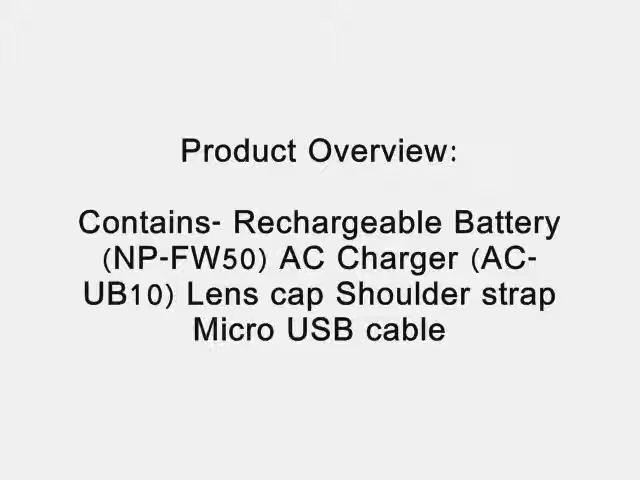 Product Overview:
Contains- Rechargeable Battery
(NP-FW50) AC Charger (AC-
UB10) Lens cap Shoulder strap
Micro USB cable